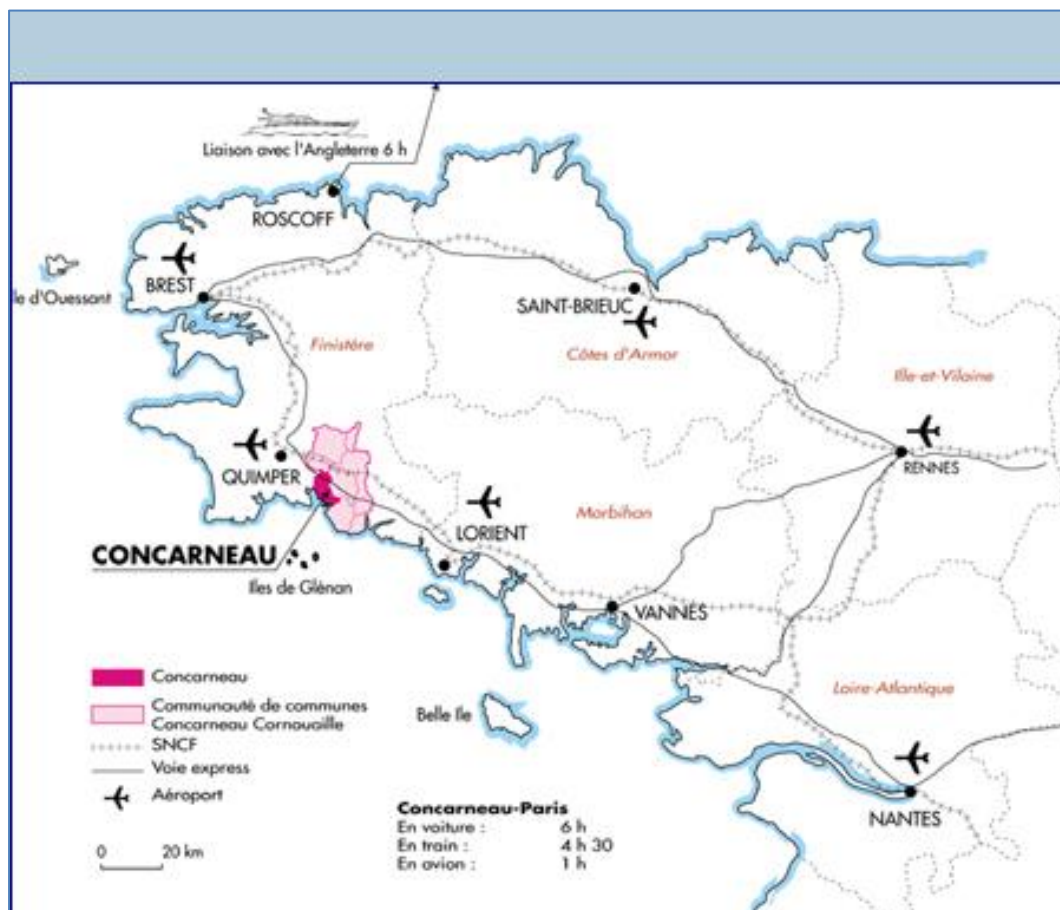 Liaison avec l'Angleterre 6 h
ROSCOFF
BREST
le d'Ouessant
SAINT-BRIEUC
Finistére
Côtes d'Armor
Ille-et-Vilaine
QUIMPER
RENNES
LORIENT
Morbihan
CONCARNEAU
Iles de Glènan
VANNES
Loire-Atlantique
Belle Ile
NANTES
Concarneau
Communauté de communes
Concarneau Cornouaille
SNCF
Voie express
Aéroport
0 20 km
Concarneau-Paris
En voiture : 6 h
En train : 4 h 30
En avion : 1 h